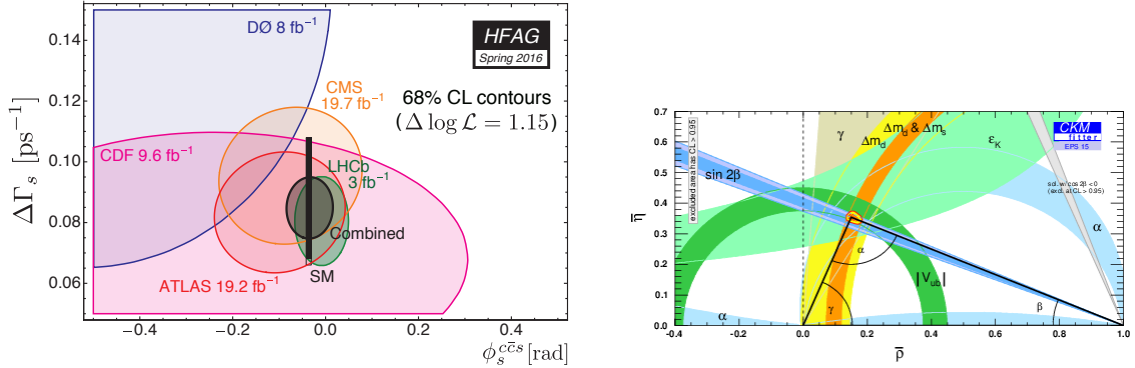 0.14
0.12
0.10
0.08
0.06
ΔΓs [ps−1]
DØ 8 fb−1
HFAG
Spring 2016
CMS
19.7 fb−1
68% CL contours
(Δ log ℒ = 1.15)
CDF 9.6 fb−1
LHCb
3 fb−1
Combined
SM
ATLAS 19.2 fb−1
−0.4 −0.2 0.0 0.2 0.4
ϕs^cc̄s [rad]
0.7
0.6
0.5
0.4
0.3
0.2
0.1
0.0
η̄
excluded area has CL > 0.95
γ
Δmd
Δmd & Δms
εK
CKM
fitter
EPS 15
sin 2β
sol. w/ cos 2β < 0
(excl. at CL > 0.95)
α
α
|Vub|
α
γ
β
-0.4 -0.2 0.0 0.2 0.4 0.6 0.8 1.0
ρ̄